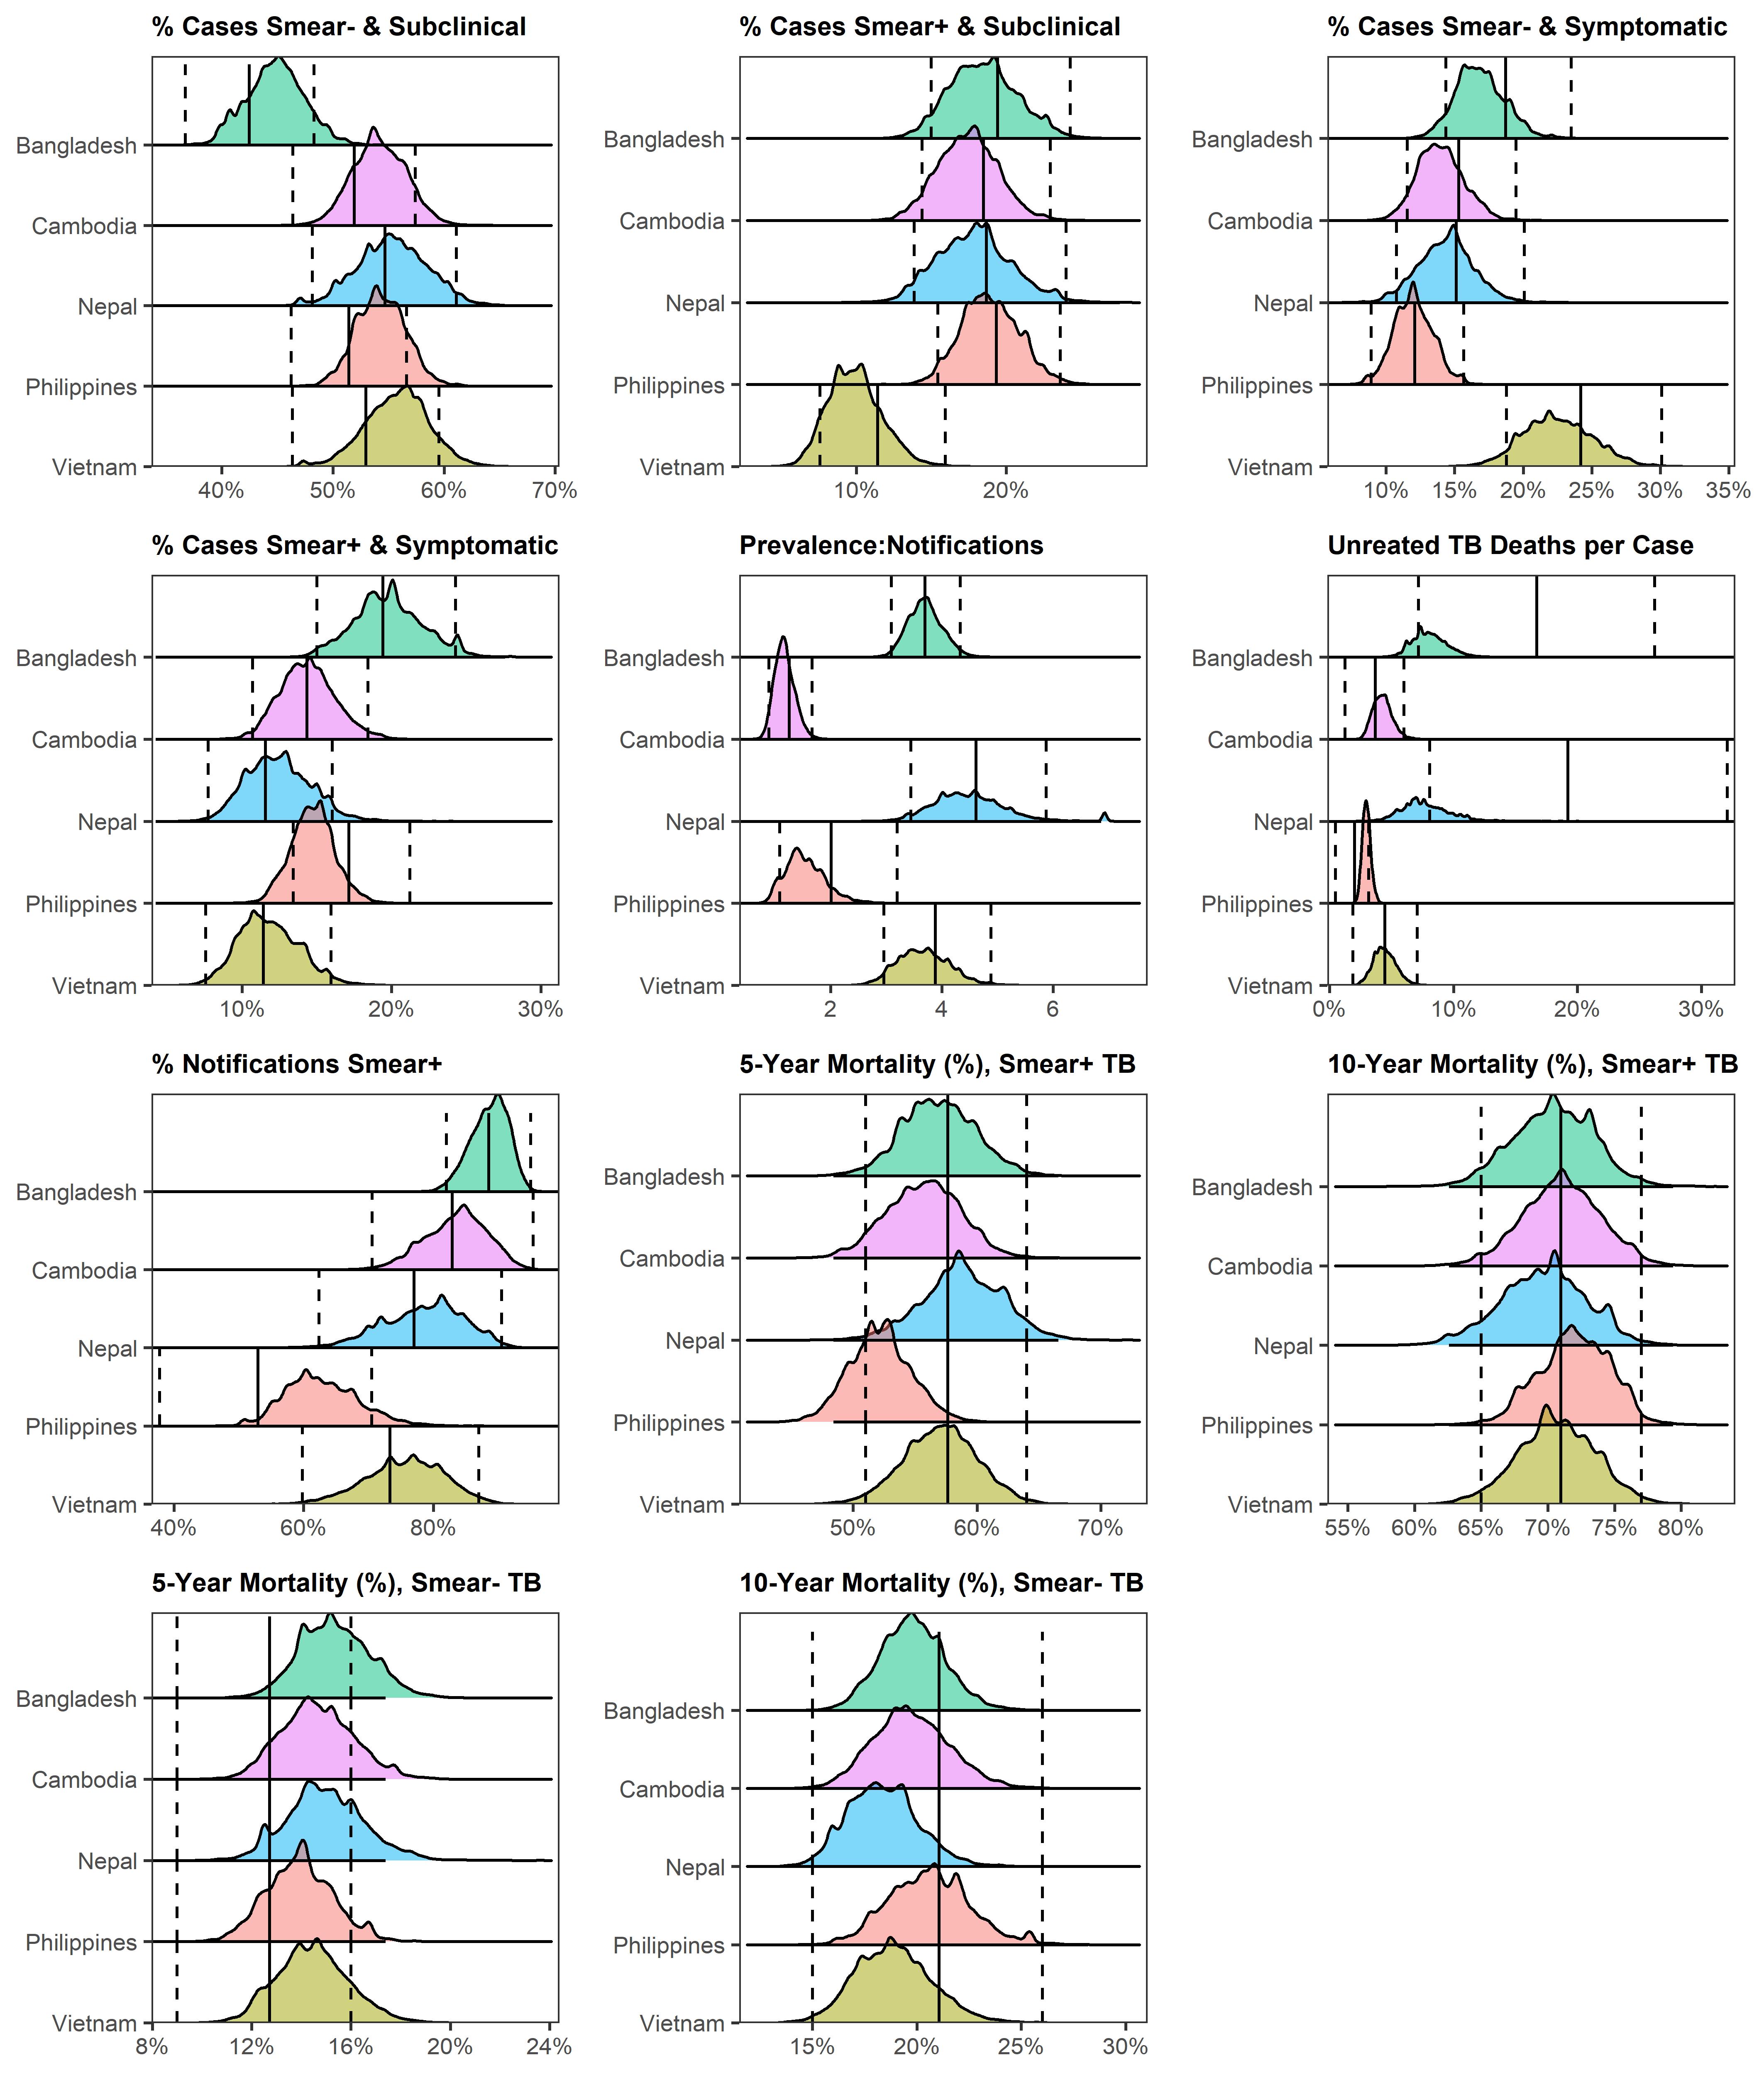 % Cases Smear- & Subclinical
Bangladesh
Cambodia
Nepal
Philippines
Vietnam
40% 50% 60% 70%
% Cases Smear+ & Subclinical
Bangladesh
Cambodia
Nepal
Philippines
Vietnam
10% 20%
% Cases Smear- & Symptomatic
Bangladesh
Cambodia
Nepal
Philippines
Vietnam
10% 15% 20% 25% 30% 35%
% Cases Smear+ & Symptomatic
Bangladesh
Cambodia
Nepal
Philippines
Vietnam
10% 20% 30%
Prevalence:Notifications
Bangladesh
Cambodia
Nepal
Philippines
Vietnam
2 4 6
Unreated TB Deaths per Case
Bangladesh
Cambodia
Nepal
Philippines
Vietnam
0% 10% 20% 30%
% Notifications Smear+
Bangladesh
Cambodia
Nepal
Philippines
Vietnam
40% 60% 80%
5-Year Mortality (%), Smear+ TB
Bangladesh
Cambodia
Nepal
Philippines
Vietnam
50% 60% 70%
10-Year Mortality (%), Smear+ TB
Bangladesh
Cambodia
Nepal
Philippines
Vietnam
55% 60% 65% 70% 75% 80%
5-Year Mortality (%), Smear- TB
Bangladesh
Cambodia
Nepal
Philippines
Vietnam
8% 12% 16% 20% 24%
10-Year Mortality (%), Smear- TB
Bangladesh
Cambodia
Nepal
Philippines
Vietnam
15% 20% 25% 30%